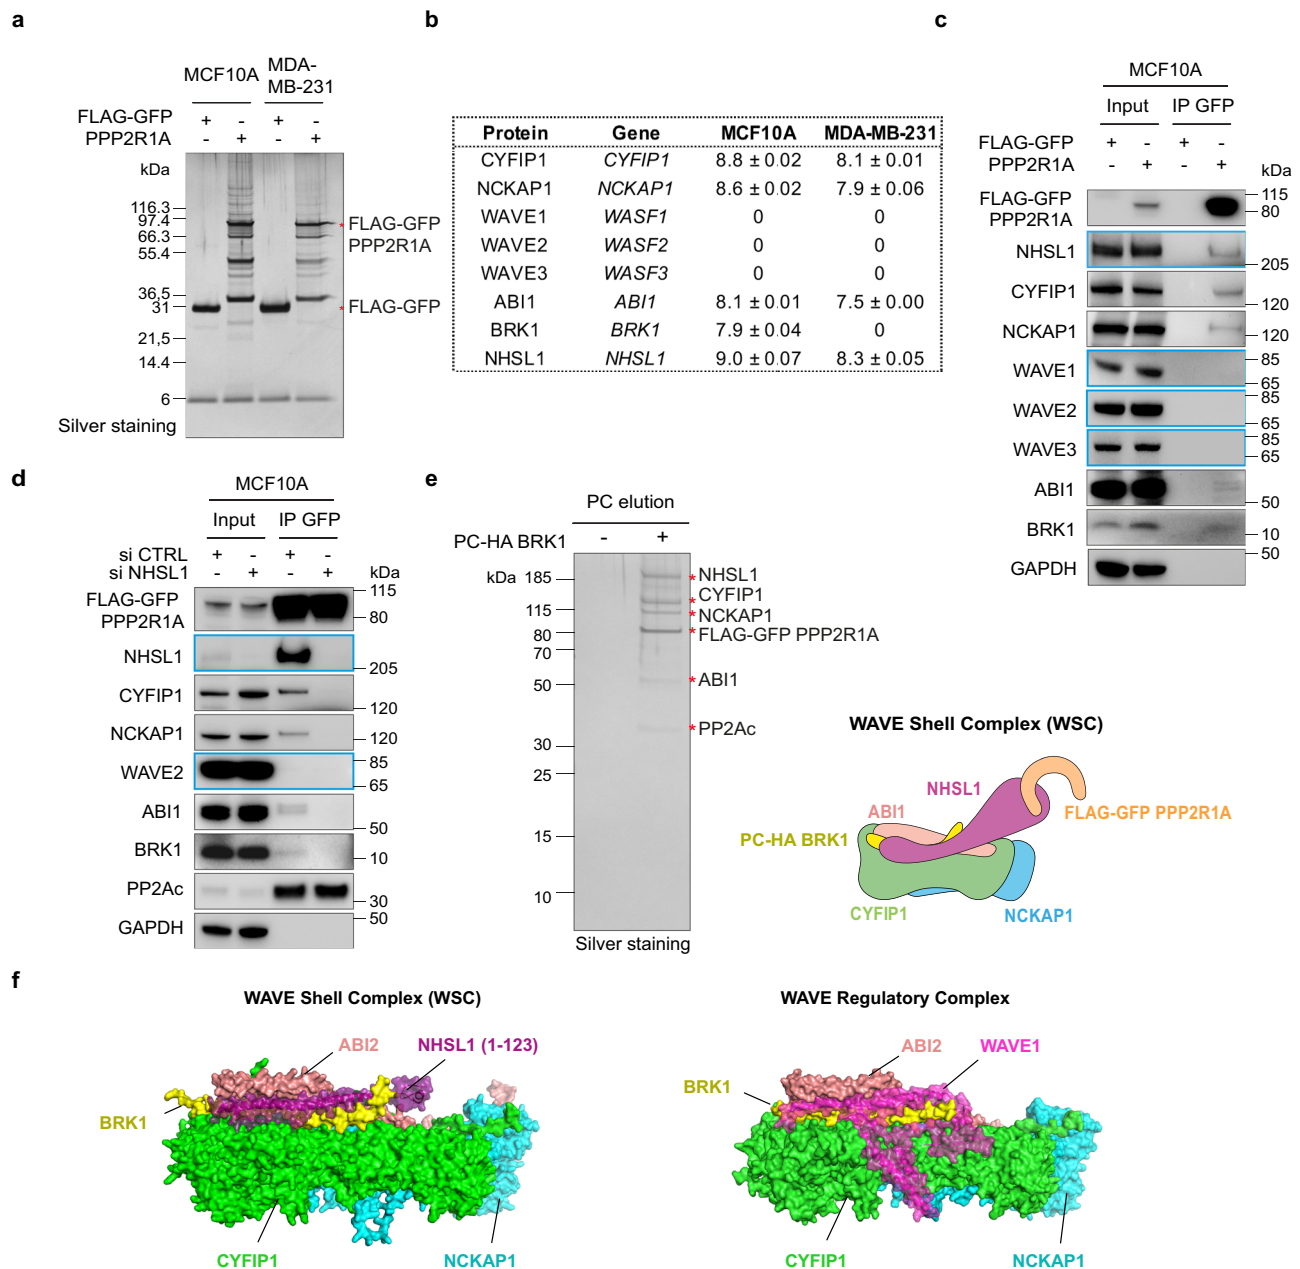 a
MCF10A
MDA-
MB-231
FLAG-GFP + - + -
PPP2R1A - + - +
kDa
116.3
97.4
66.3
55.4
36.5
31
21.5
14.4
6
* FLAG-GFP
PPP2R1A
* FLAG-GFP
Silver staining
b
Protein Gene MCF10A MDA-MB-231
CYFIP1 CYFIP1 8.8 ± 0.02 8.1 ± 0.01
NCKAP1 NCKAP1 8.6 ± 0.02 7.9 ± 0.06
WAVE1 WASF1 0 0
WAVE2 WASF2 0 0
WAVE3 WASF3 0 0
ABI1 ABI1 8.1 ± 0.01 7.5 ± 0.00
BRK1 BRK1 7.9 ± 0.04 0
NHSL1 NHSL1 9.0 ± 0.07 8.3 ± 0.05
c
MCF10A
Input IP GFP
FLAG-GFP + - + -
PPP2R1A - + - +
kDa
FLAG-GFP
PPP2R1A
115
80
NHSL1
205
CYFIP1
120
NCKAP1
120
WAVE1
85
65
WAVE2
85
65
WAVE3
85
65
ABI1
50
BRK1
10
GAPDH
50
d
MCF10A
Input IP GFP
si CTRL + - + -
si NHSL1 - + - +
kDa
FLAG-GFP
PPP2R1A
115
80
NHSL1
205
CYFIP1
120
NCKAP1
120
WAVE2
85
65
ABI1
50
BRK1
10
PP2Ac
30
GAPDH
50
e
PC elution
PC-HA BRK1 - +
kDa 185
115
80
70
50
30
25
15
10
* NHSL1
* CYFIP1
* NCKAP1
* FLAG-GFP PPP2R1A
* ABI1
* PP2Ac
Silver staining
WAVE Shell Complex (WSC)
NHSL1
ABI1
FLAG-GFP PPP2R1A
PC-HA BRK1
CYFIP1
NCKAP1
f
WAVE Shell Complex (WSC)
ABI2
NHSL1 (1-123)
BRK1
CYFIP1
NCKAP1
WAVE Regulatory Complex
ABI2
WAVE1
BRK1
CYFIP1
NCKAP1